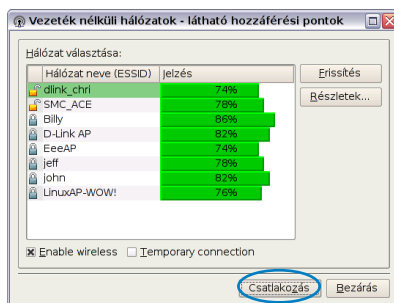 Vezeték nélküli hálózatok - látható hozzáférési pontok
Hálózat választása:
Hálózat neve (ESSID) Jelzés
dlink_chri 74%
SMC_ACE 78%
Billy 86%
D-Link AP 82%
EeeAP 74%
jeff 78%
john 82%
LinuxAP-WOW! 76%
Frissítés
Részletek...
Enable wireless Temporary connection
Csatlakozás Bezárás